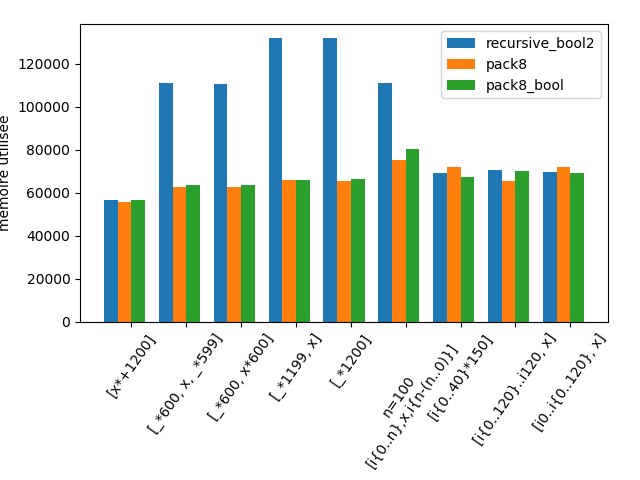 mémoire utilisée
120000
100000
80000
60000
40000
20000
0
recursive_bool2
pack8
pack8_bool
[x*+1200]
[_*600, x, _*599]
[_*600, x*600]
[_*1199, x]
[_*1200]
n=100
[i{0..n},x,i{n-(n..0)}]
[i{0..40}*150]
[i{0..120}..i120, x]
[i0..i{0..120}, x]